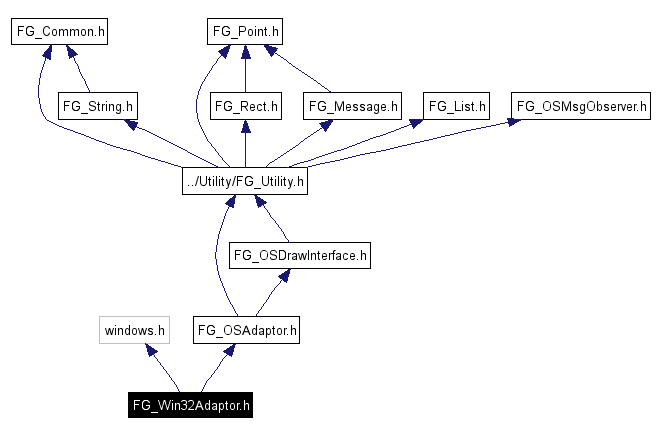 FG_Common.h
FG_Point.h
FG_String.h
FG_Rect.h
FG_Message.h
FG_List.h
FG_OSMsgObserver.h
../Utility/FG_Utility.h
FG_OSDrawInterface.h
windows.h
FG_OSAdaptor.h
FG_Win32Adaptor.h